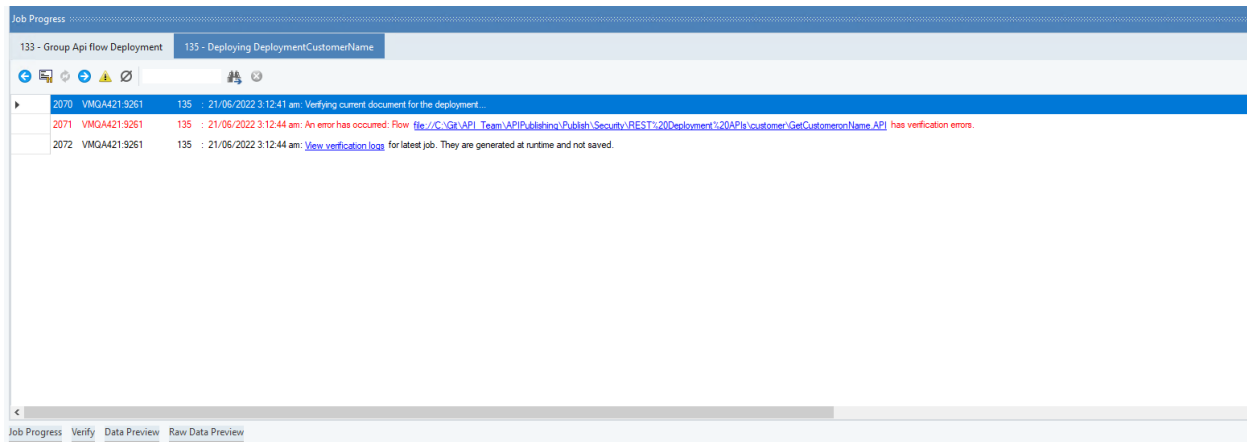 Job Progress
133 - Group Api flow Deployment 135 - Deploying DeploymentCustomerName
2070 VMQA421:9261 135 : 21/06/2022 3:12:41 am: Verifying current document for the deployment...
2071 VMQA421:9261 135 : 21/06/2022 3:12:44 am: An error has occurred: Flow file://C:\Git\API_Team\APIPublishing\Publish\Security\REST%20Deployment%20APIs\customer\GetCustomeronName.API has verification errors.
2072 VMQA421:9261 135 : 21/06/2022 3:12:44 am: View verification logs for latest job. They are generated at runtime and not saved.
Job Progress Verify Data Preview Raw Data Preview